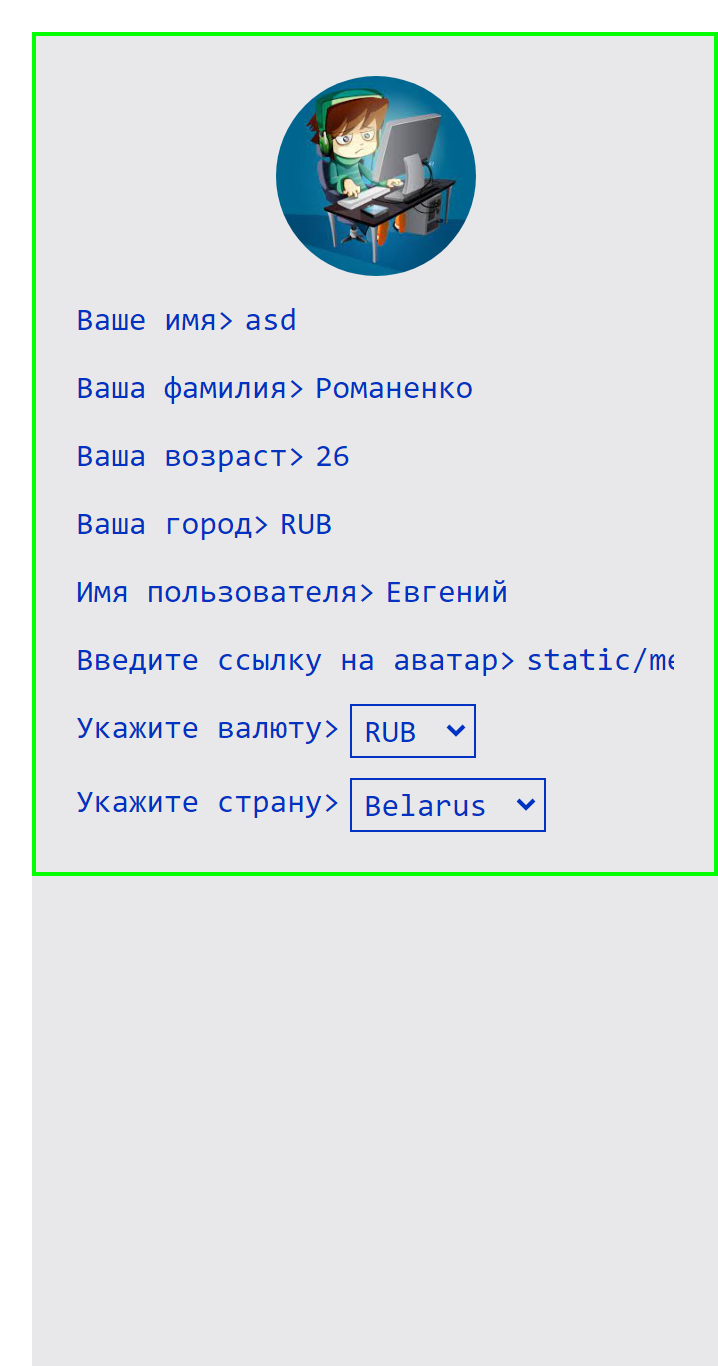 Ваше имя> asd
Ваша фамилия> Романенко
Ваша возраст> 26
Ваша город> RUB
Имя пользователя> Евгений
Введите ссылку на аватар> static/me
Укажите валюту> RUB
Укажите страну> Belarus